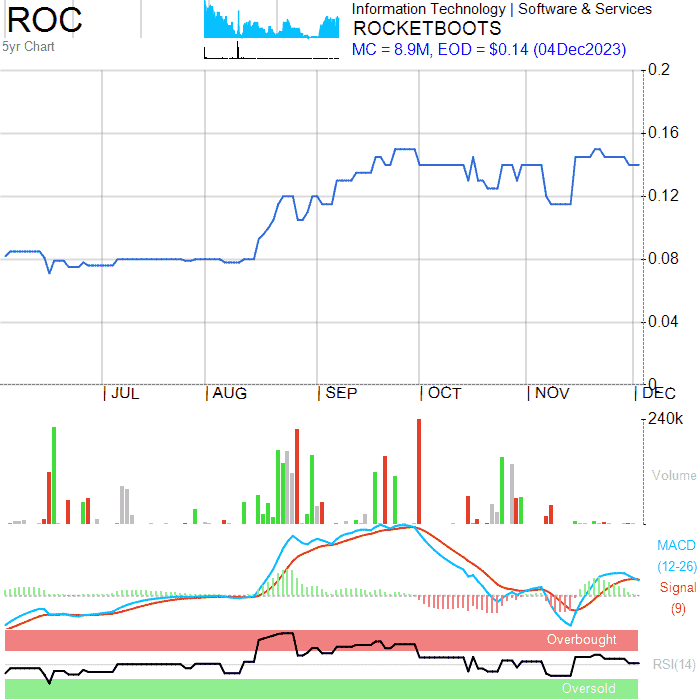 ROC
5yr Chart
Information Technology | Software & Services
ROCKETBOOTS
MC = 8.9M, EOD = $0.14 (04Dec2023)
0.2
0.16
0.12
0.08
0.04
0
JUL AUG SEP OCT NOV DEC
240k
Volume
MACD
(12-26)
Signal
(9)
Overbought
RSI(14)
Oversold